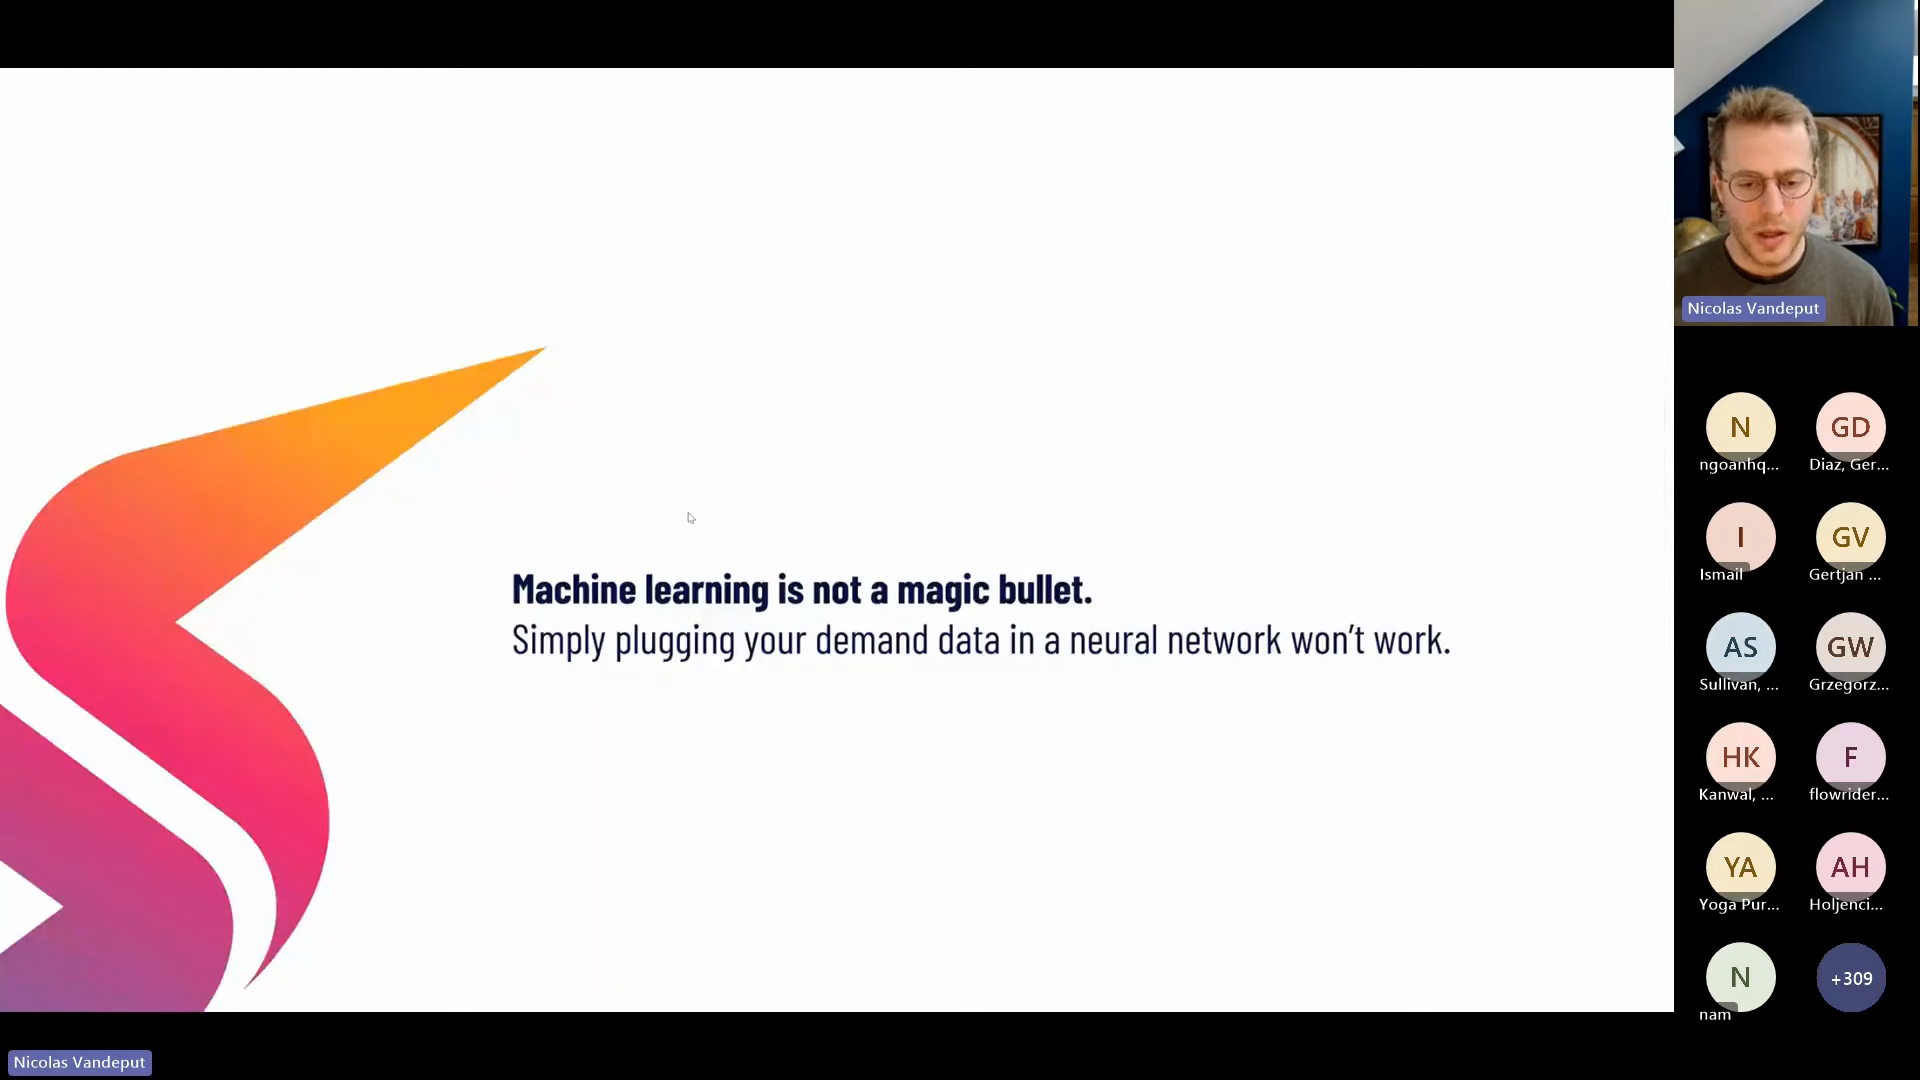 Machine learning is not a magic bullet.
Simply plugging your demand data in a neural network won't work.
Nicolas Vandeput
N
ngoanhq...
GD
Diaz, Ger...
I
Ismail
GV
Gertjan ...
AS
Sullivan, ...
GW
Grzegorz...
HK
Kanwal, ...
F
flowrider...
YA
Yoga Pur...
AH
Holjenci...
N
nam
+309
Nicolas Vandeput